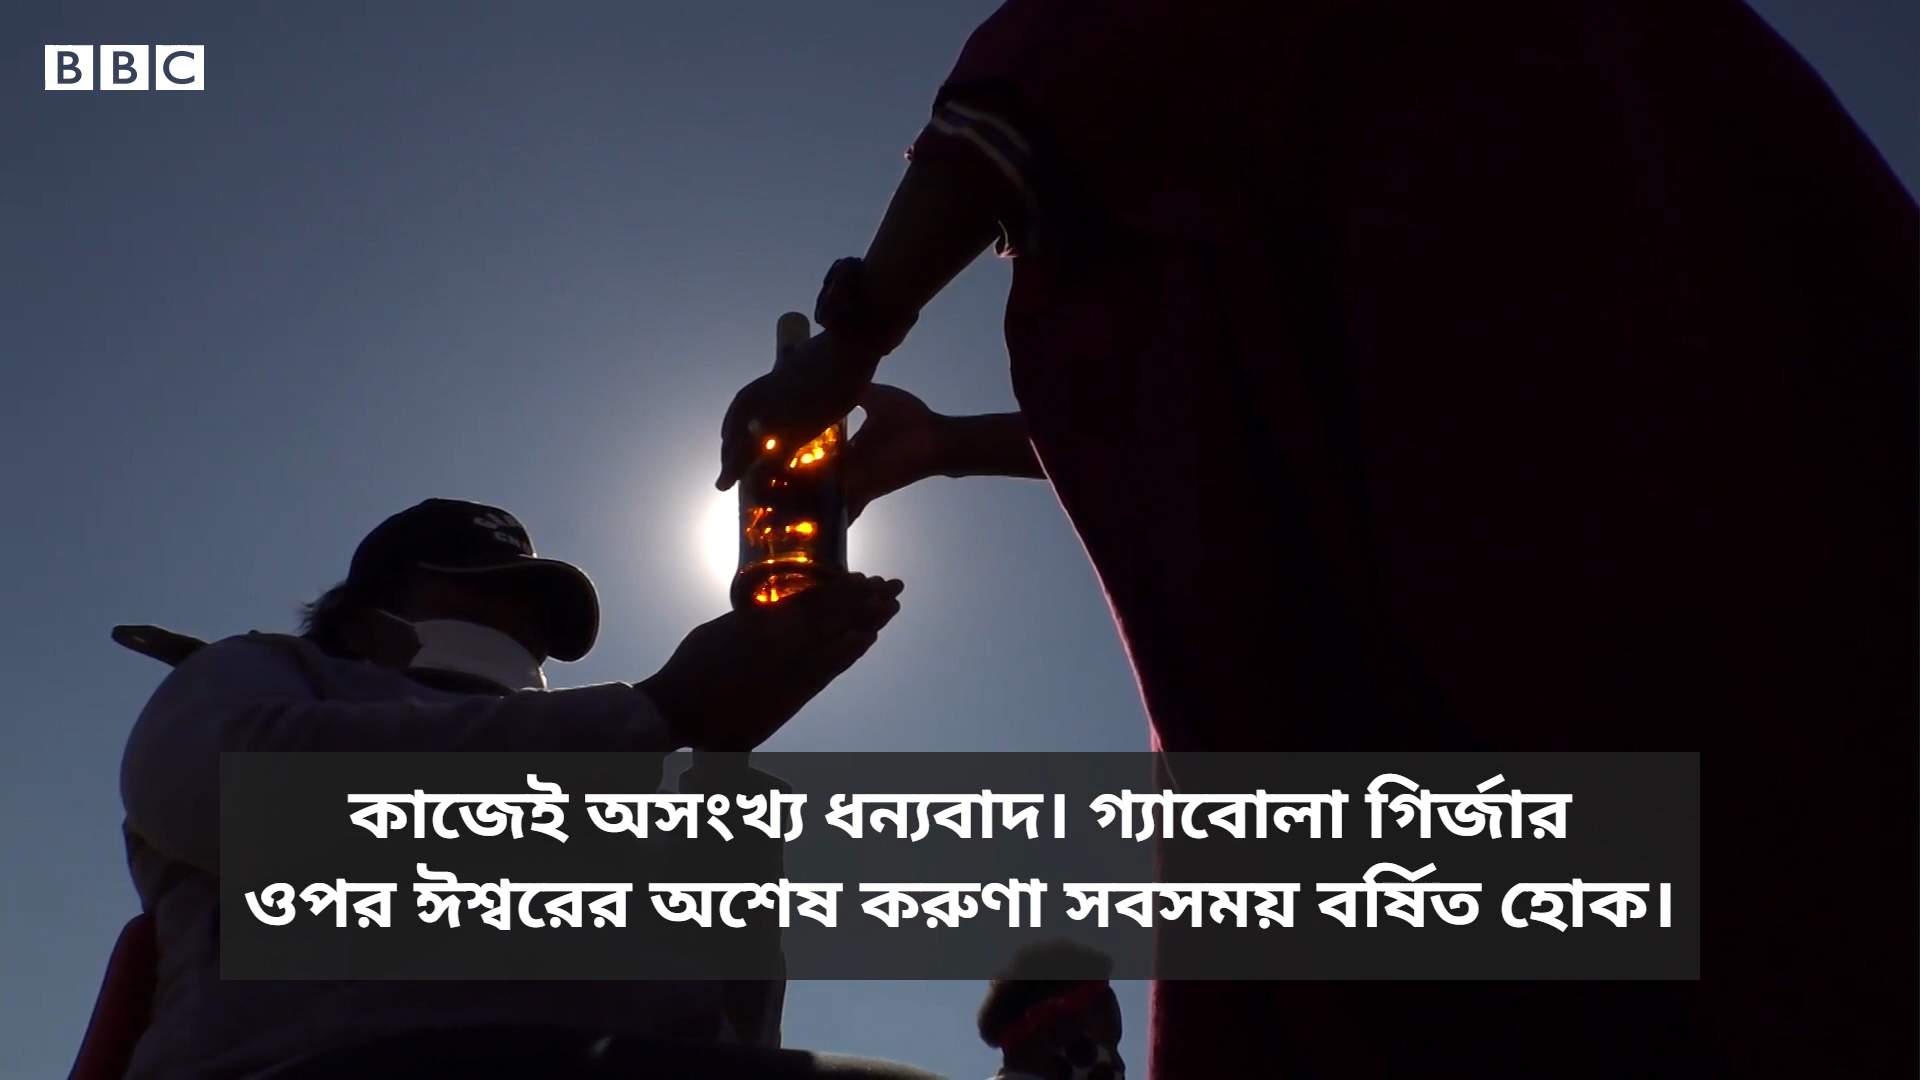 BBC
কাজেই অসংখ্য ধন্যবাদ। গ্যাবোলা গির্জার
ওপর ঈশ্বরের অশেষ করুণা সবসময় বর্ষিত হোক।